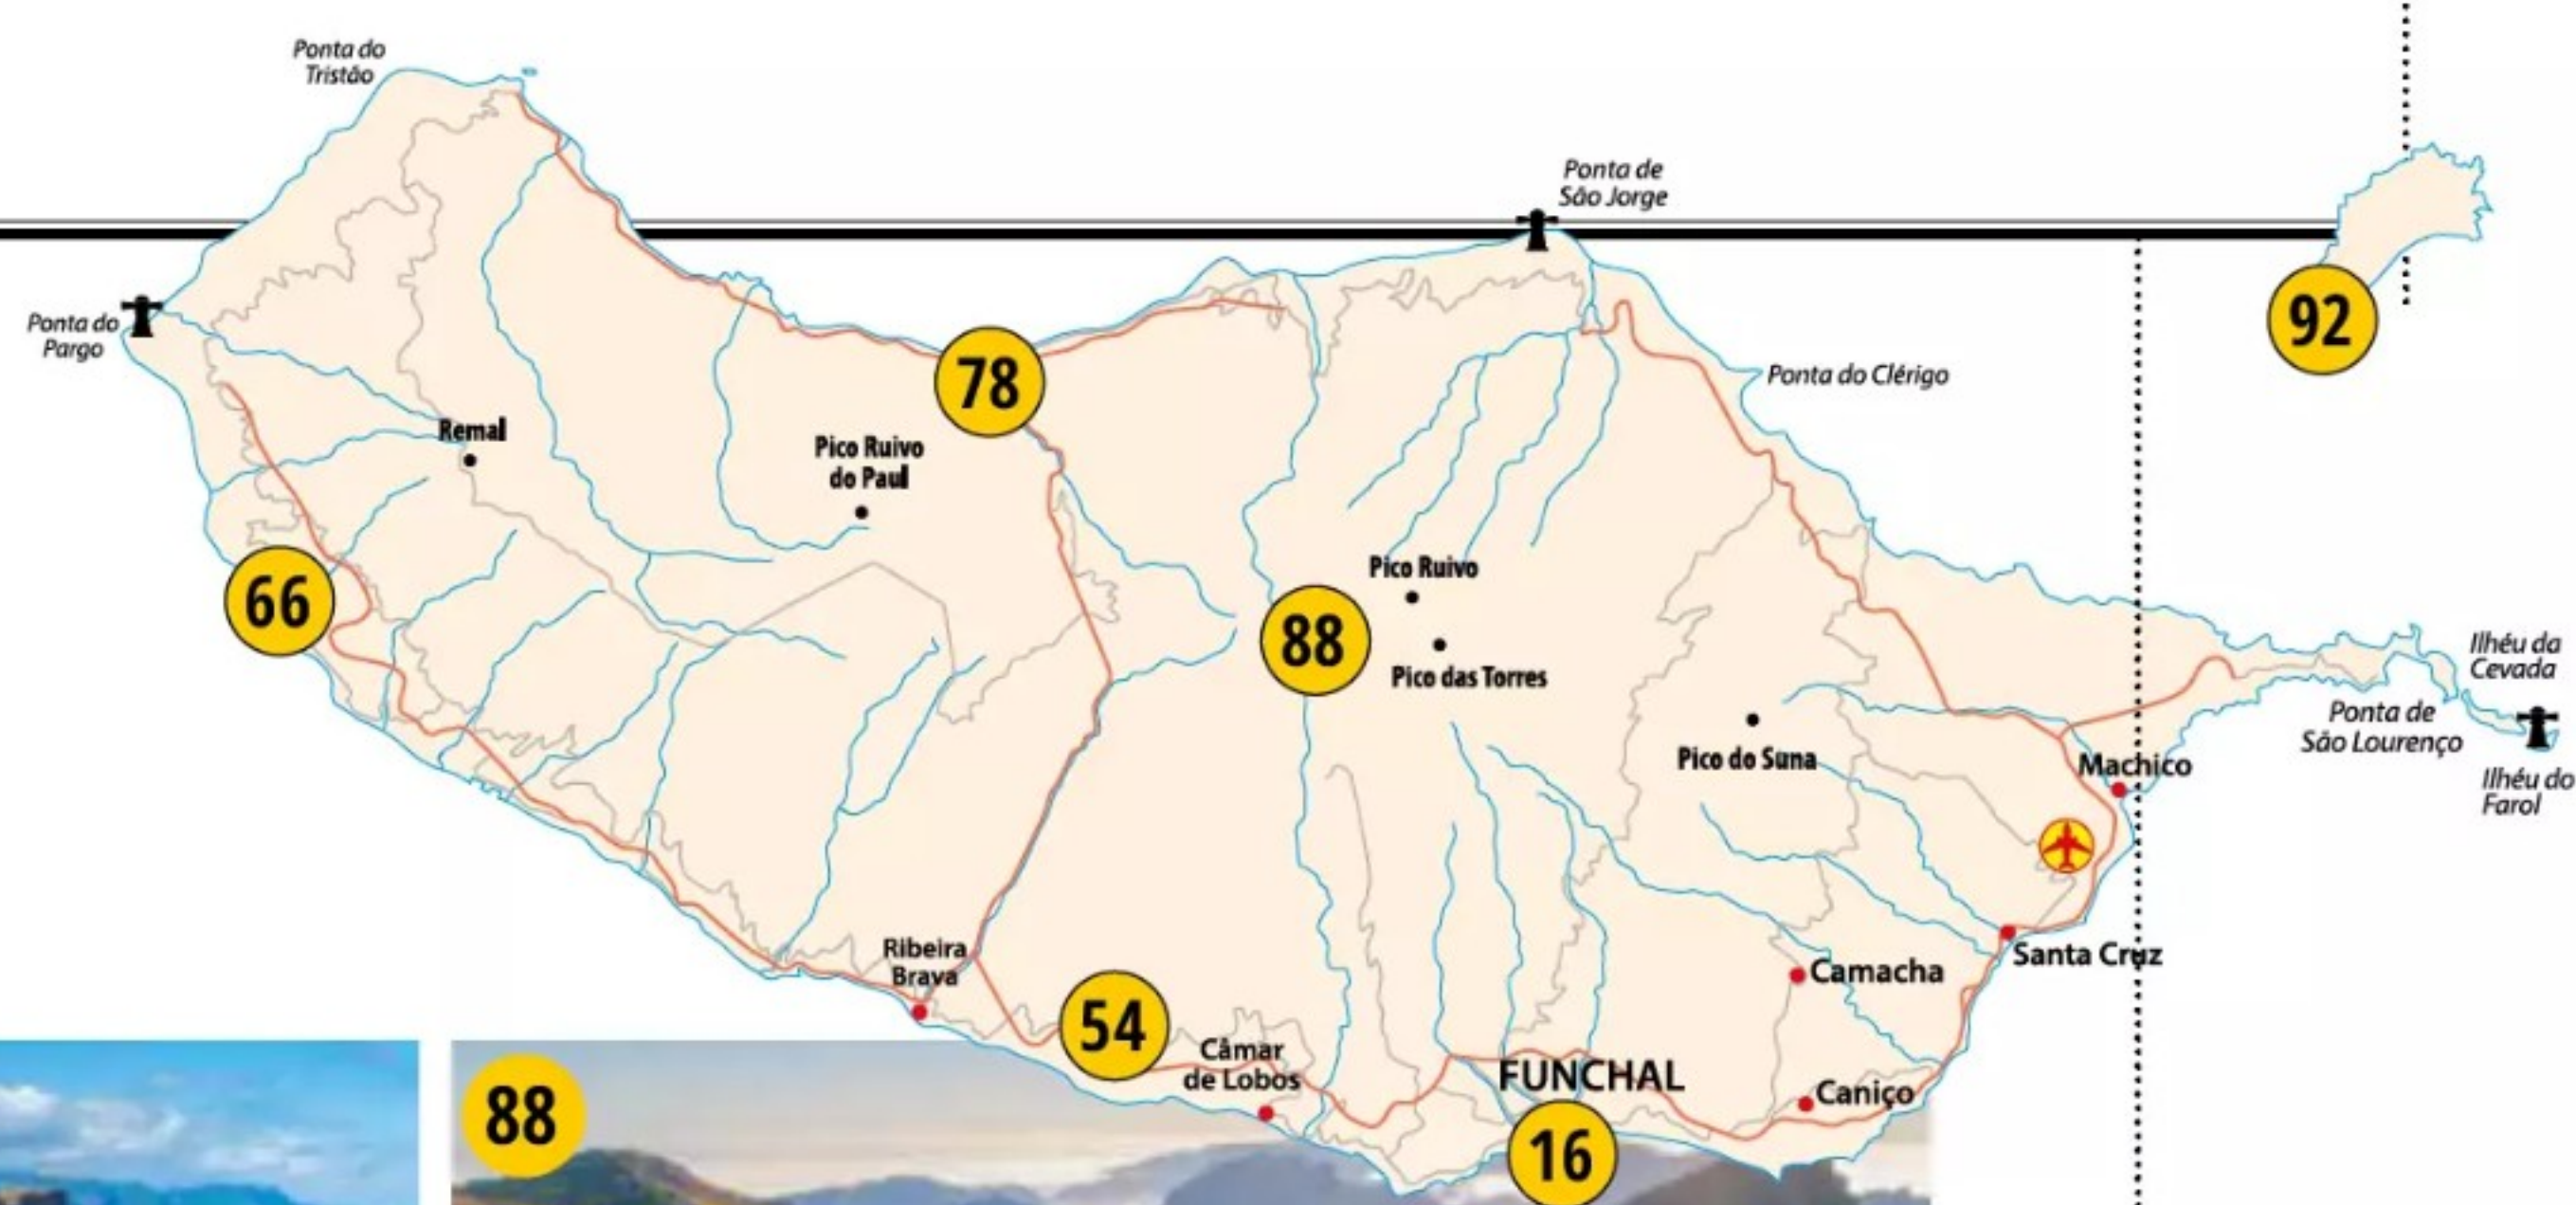 Ponta do
Tristão
Ponta de
São Jorge
Ponta do
Pargo
92
78
Ponta do Clérigo
Remal
Pico Ruivo
do Paul
Pico Ruivo
66
88
Pico das Torres
Ilhéu da
Cevada
Ponta de
São Lourenço
Pico do Suna
Machico
Ilhéu do
Farol
Ribeira
Brava
Santa Cruz
Camacha
54
Câmar
de Lobos
FUNCHAL
Caniço
88
16